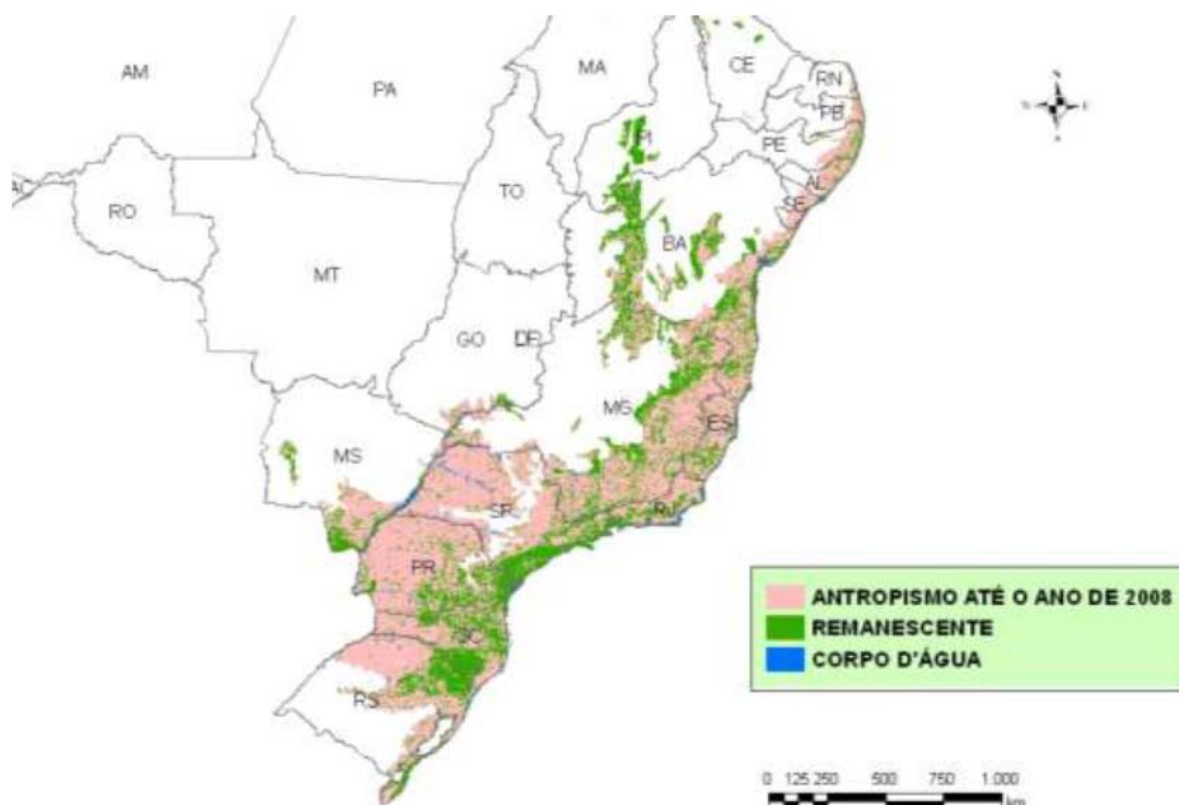 AM
PA
MA
CE
RN
PB
PE
PI
AL
SE
AC
RO
TO
BA
MT
GO
DF
MG
ES
MS
SP
RJ
PR
SC
RS
ANTROPISMO ATÉ O ANO DE 2008
REMANESCENTE
CORPO D'ÁGUA
0 125 250 500 750 1.000
km